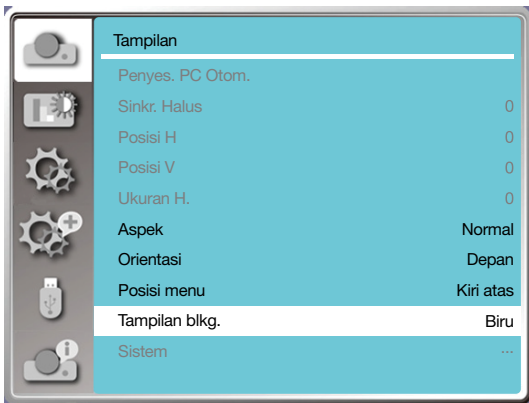 Tampilan
Penyes. PC Otom.
Sinkr. Halus 0
Posisi H 0
Posisi V 0
Ukuran H. 0
Aspek Normal
Orientasi Depan
Posisi menu Kiri atas
Tampilan blkg. Biru
Sistem ...